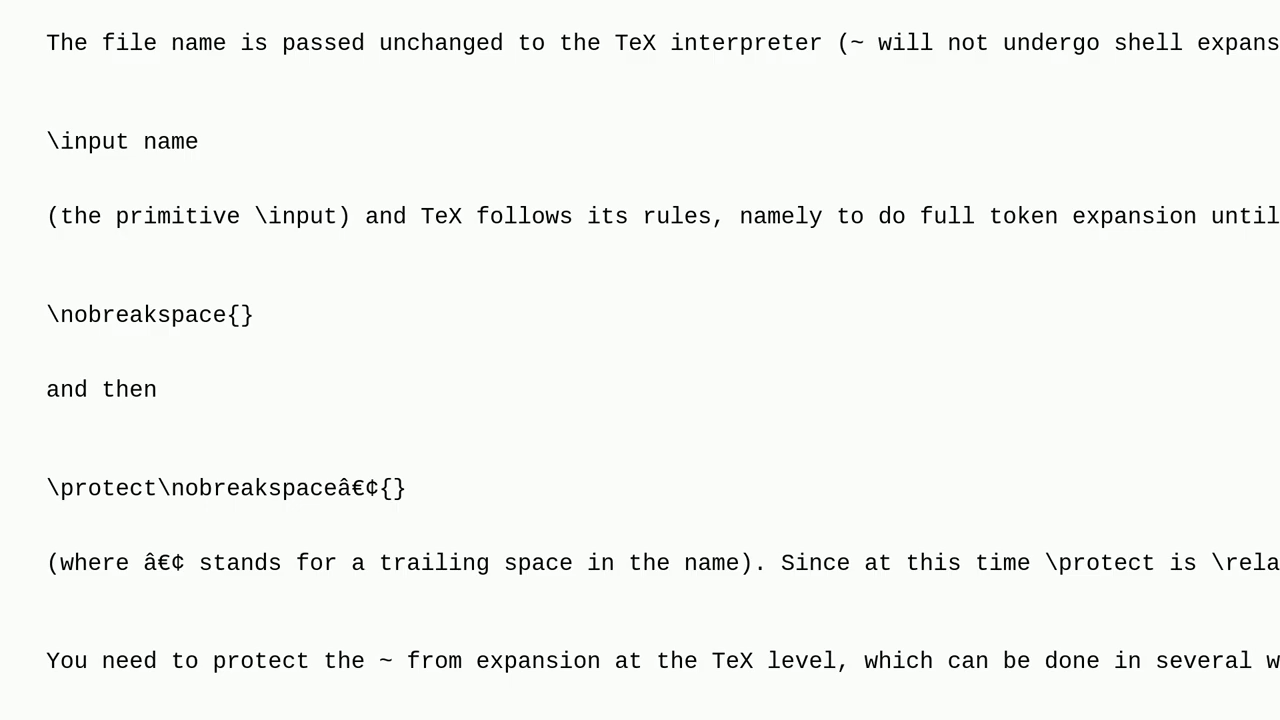 The file name is passed unchanged to the TeX interpreter (~ will not undergo shell expans
\input name
(the primitive \input) and TeX follows its rules, namely to do full token expansion until
\nobreakspace{}
and then
\protect\nobreakspaceâ€¢{}
(where â€¢ stands for a trailing space in the name). Since at this time \protect is \rela
You need to protect the ~ from expansion at the TeX level, which can be done in several w